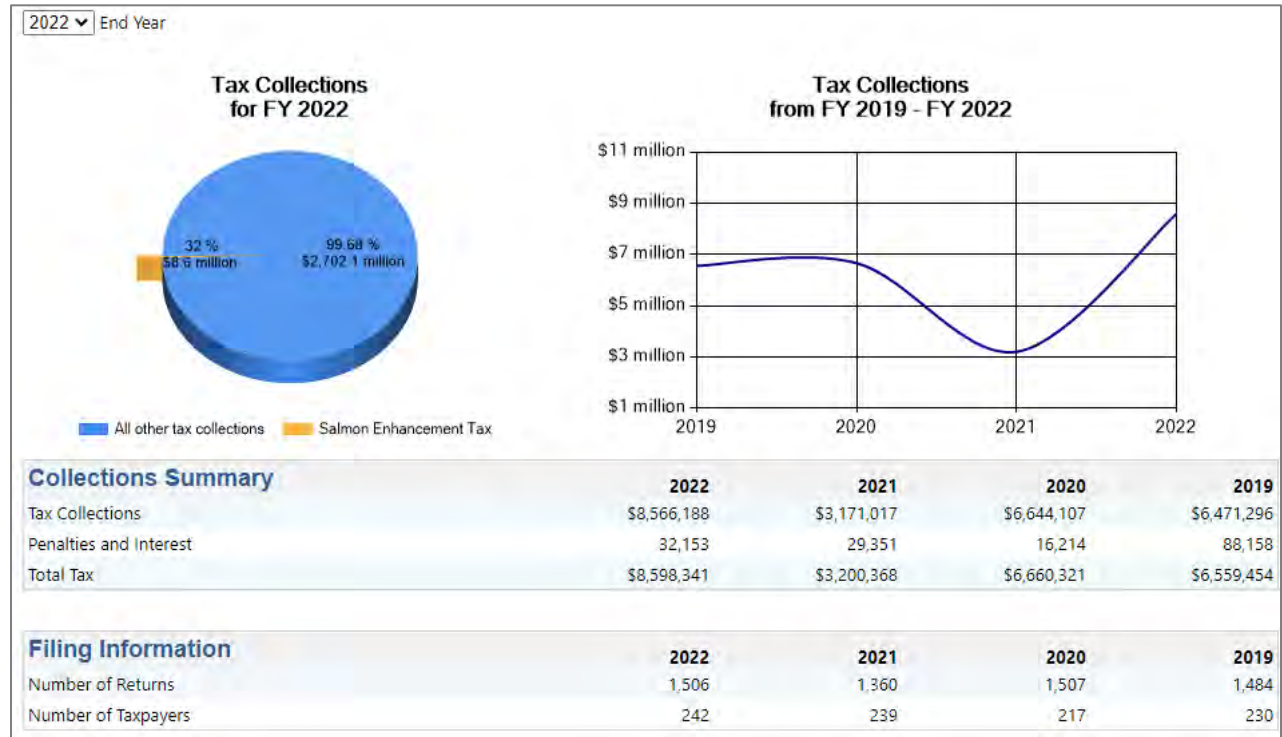 2022 End Year
Tax Collections
for FY 2022
32 %
$8.6 million
99.68 %
$2,702.1 million
All other tax collections Salmon Enhancement Tax
Tax Collections
from FY 2019 - FY 2022
$11 million
$9 million
$7 million
$5 million
$3 million
$1 million
2019 2020 2021 2022
Collections Summary 2022 2021 2020 2019
Tax Collections $8,566,188 $3,171,017 $6,644,107 $6,471,296
Penalties and Interest 32,153 29,351 16,214 88,158
Total Tax $8,598,341 $3,200,368 $6,660,321 $6,559,454
Filing Information 2022 2021 2020 2019
Number of Returns 1,506 1,360 1,507 1,484
Number of Taxpayers 242 239 217 230